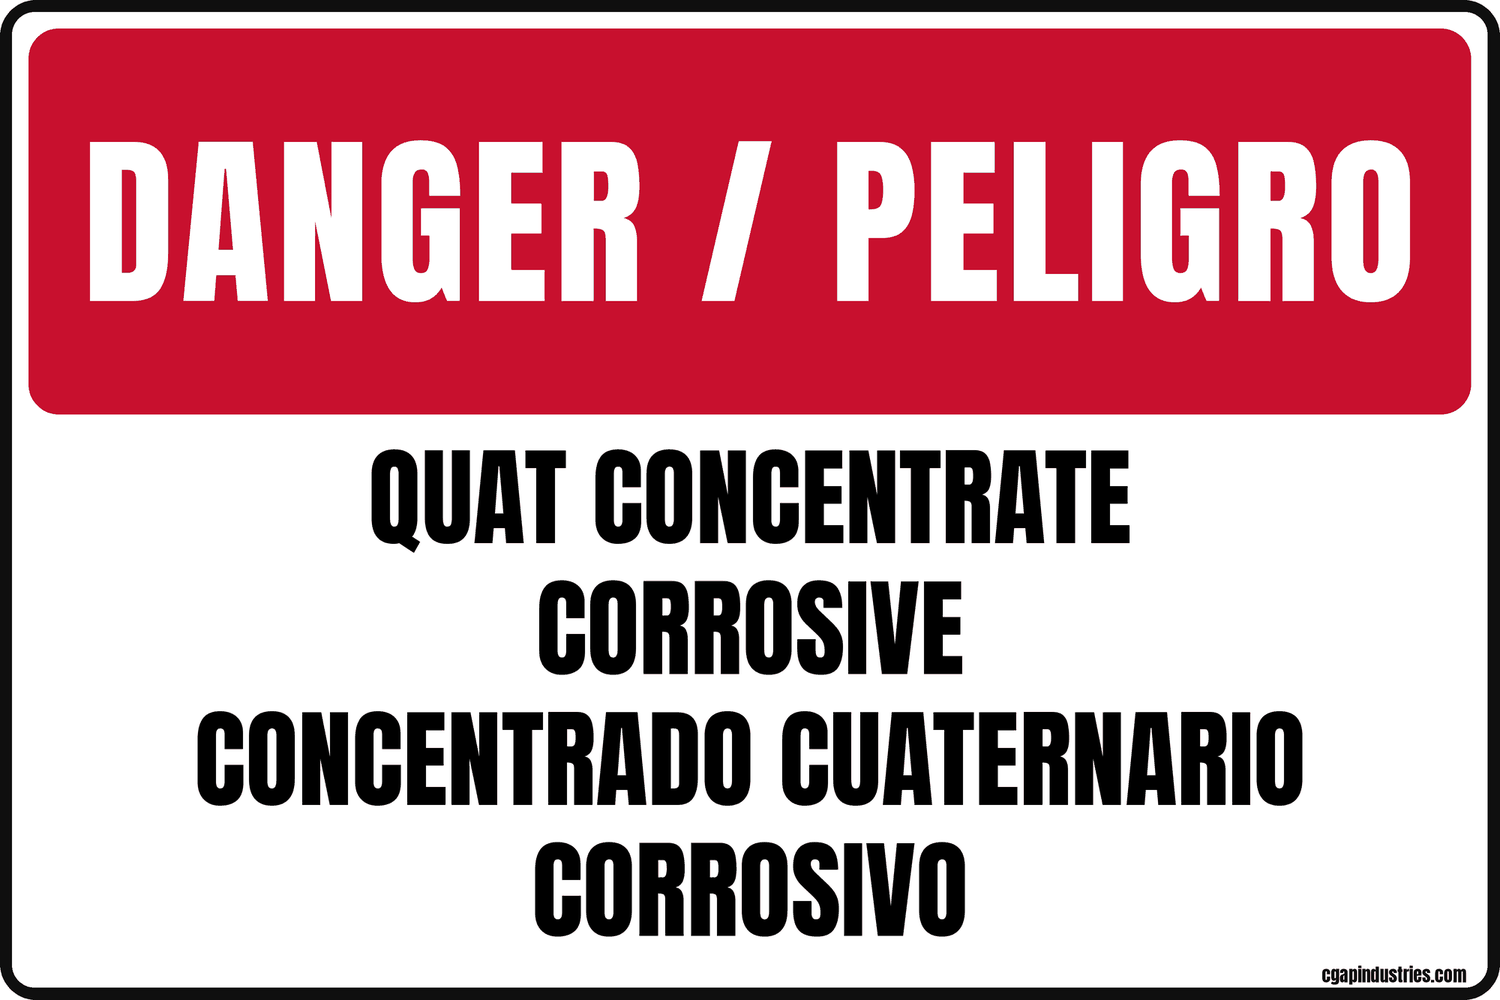 DANGER / PELIGRO
QUAT CONCENTRATE
CORROSIVE
CONCENTRADO CUATERNARIO
CORROSIVO
cgapindustries.com